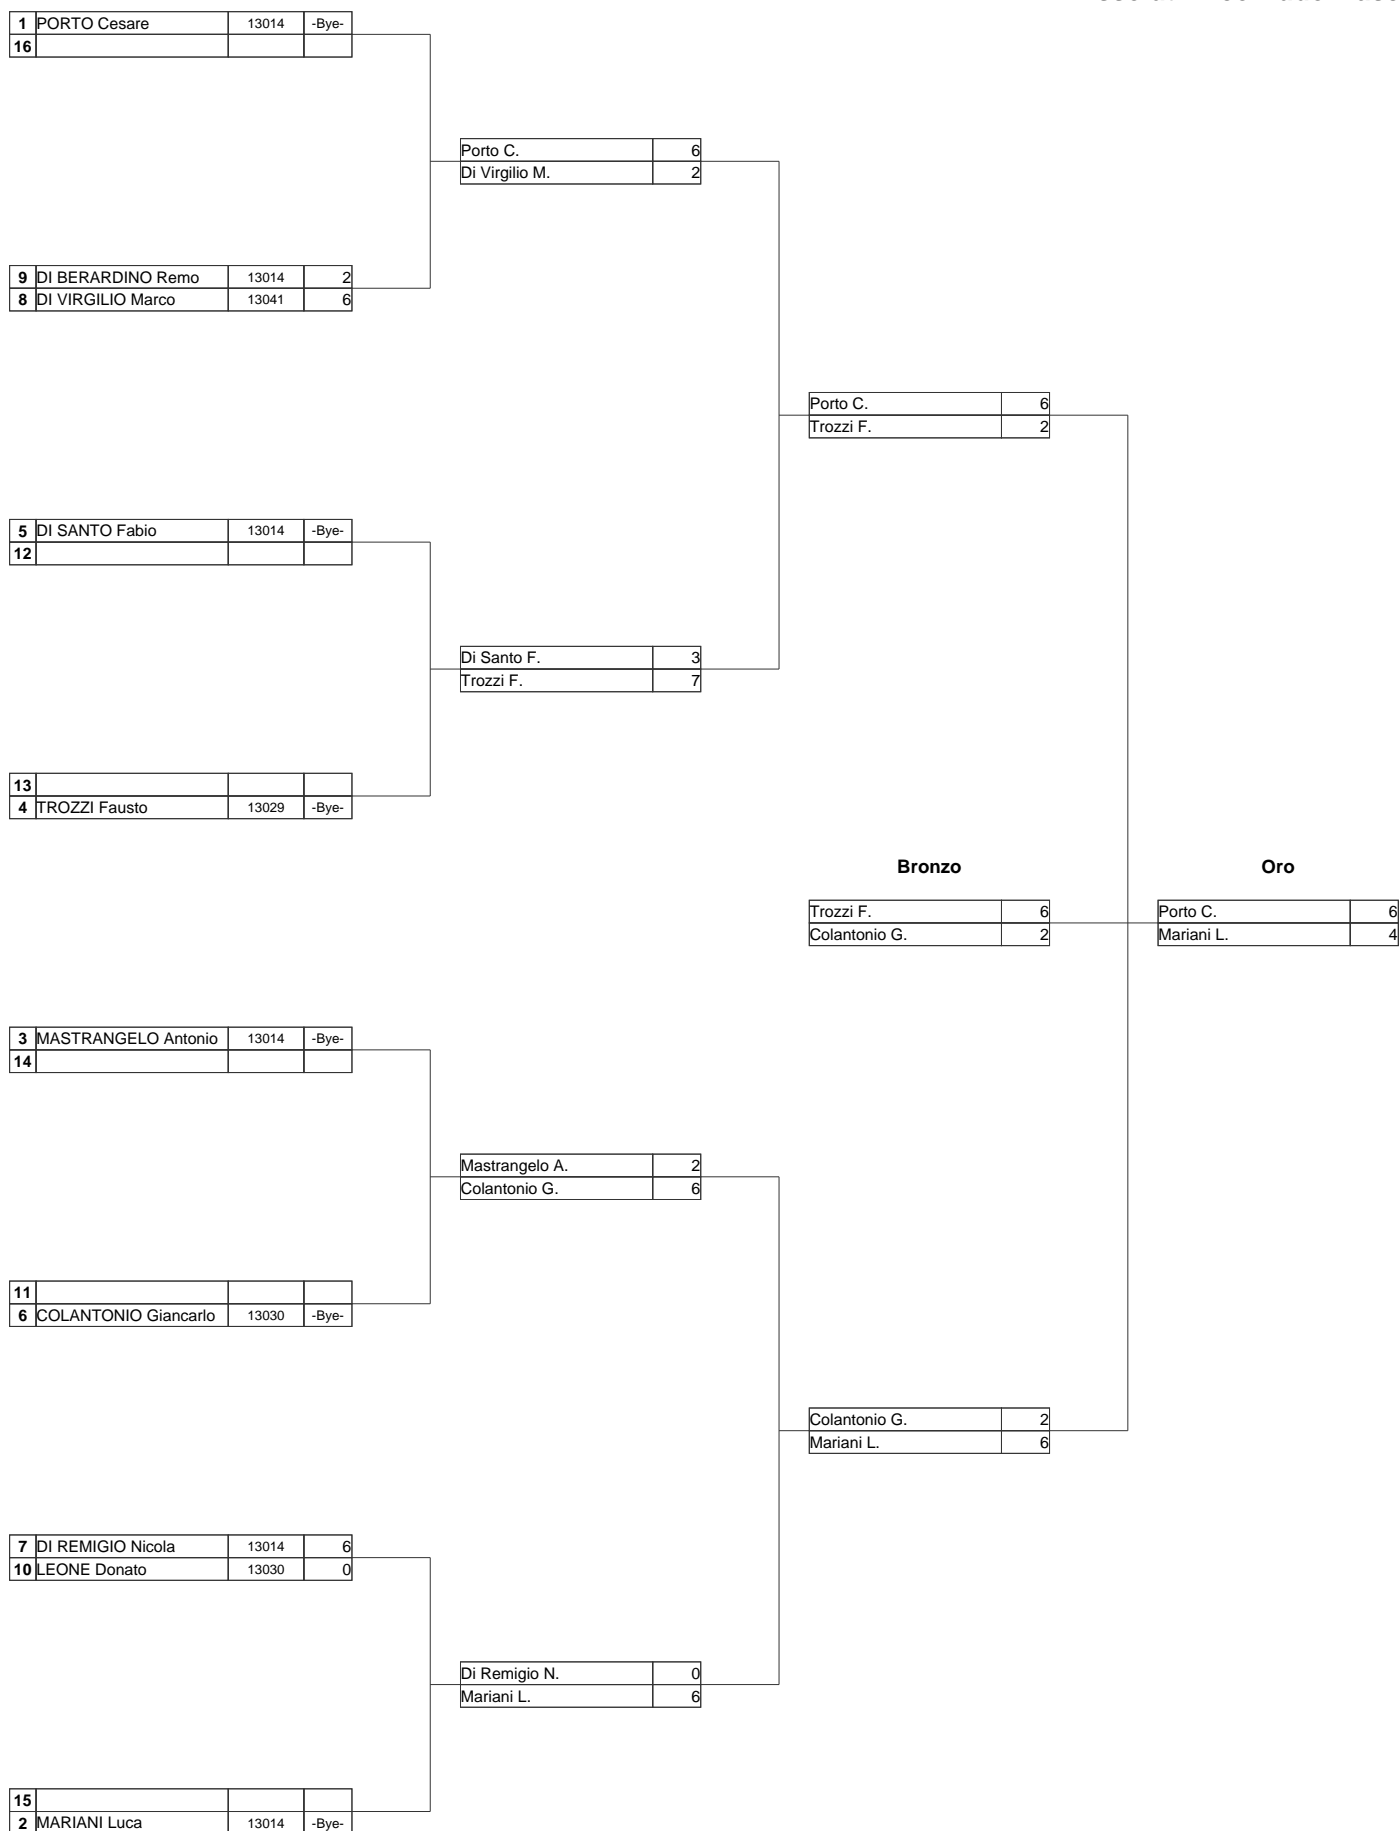 1 PORTO Cesare 13014 -Bye-
16
Porto C. 6
Di Virgilio M. 2
9 DI BERARDINO Remo 13014 2
8 DI VIRGILIO Marco 13041 6
Porto C. 6
Trozzi F. 2
5 DI SANTO Fabio 13014 -Bye-
12
Di Santo F. 3
Trozzi F. 7
13
4 TROZZI Fausto 13029 -Bye-
Bronzo Oro
Trozzi F. 6 Porto C. 6
Colantonio G. 2 Mariani L. 4
3 MASTRANGELO Antonio 13014 -Bye-
14
Mastrangelo A. 2
Colantonio G. 6
11
6 COLANTONIO Giancarlo 13030 -Bye-
Colantonio G. 2
Mariani L. 6
7 DI REMIGIO Nicola 13014 6
10 LEONE Donato 13030 0
Di Remigio N. 0
Mariani L. 6
15
2 MARIANI Luca 13014 -Bye-